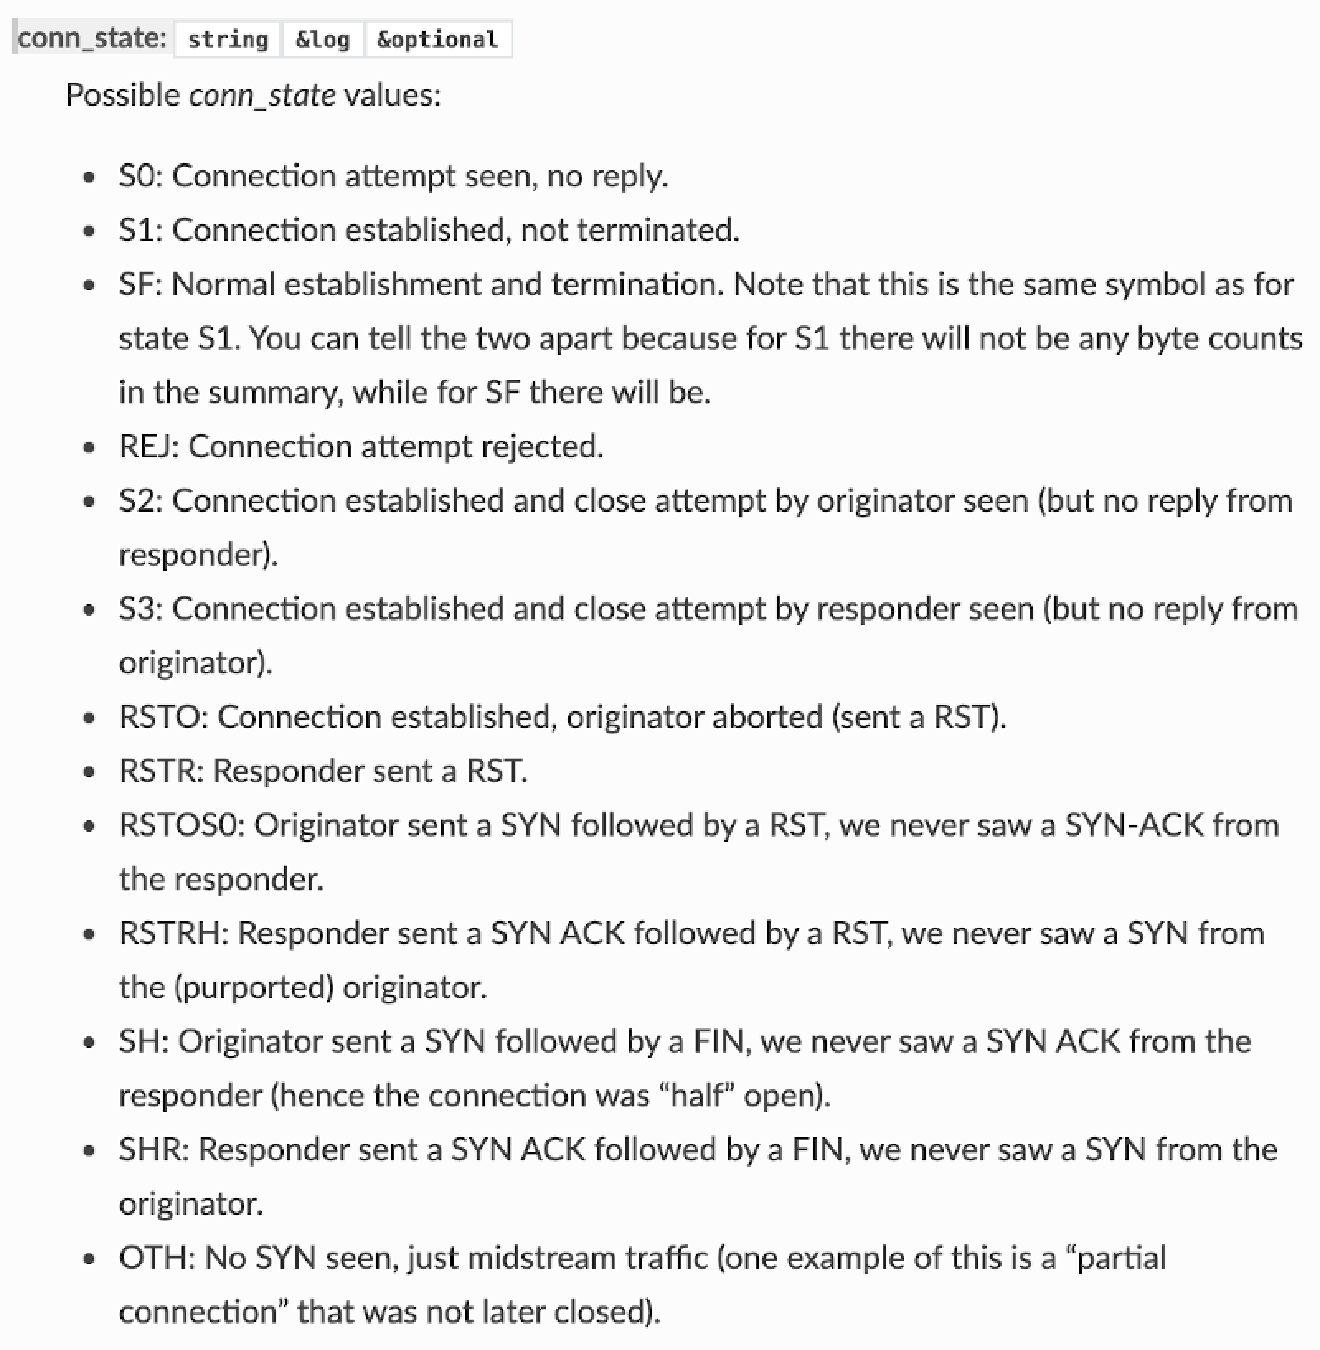 conn_state: string &log &optional
Possible conn_state values:
• S0: Connection attempt seen, no reply.
• S1: Connection established, not terminated.
• SF: Normal establishment and termination. Note that this is the same symbol as for
state S1. You can tell the two apart because for S1 there will not be any byte counts
in the summary, while for SF there will be.
• REJ: Connection attempt rejected.
• S2: Connection established and close attempt by originator seen (but no reply from
responder).
• S3: Connection established and close attempt by responder seen (but no reply from
originator).
• RSTO: Connection established, originator aborted (sent a RST).
• RSTR: Responder sent a RST.
• RSTOS0: Originator sent a SYN followed by a RST, we never saw a SYN-ACK from
the responder.
• RSTRH: Responder sent a SYN ACK followed by a RST, we never saw a SYN from
the (purported) originator.
• SH: Originator sent a SYN followed by a FIN, we never saw a SYN ACK from the
responder (hence the connection was “half” open).
• SHR: Responder sent a SYN ACK followed by a FIN, we never saw a SYN from the
originator.
• OTH: No SYN seen, just midstream traffic (one example of this is a “partial
connection” that was not later closed).